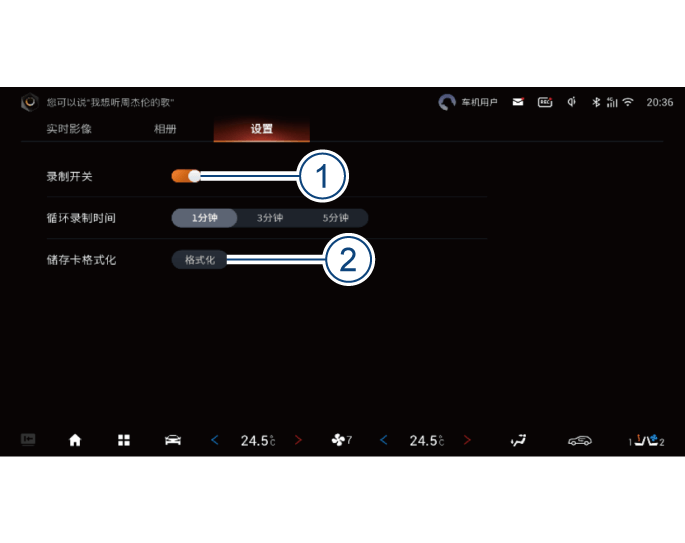 您可以说“我想听周杰伦的歌”
车机用户
REC
4G
20:36
实时影像
相册
设置
录制开关
1
循环录制时间
1分钟
3分钟
5分钟
储存卡格式化
格式化
2
< 24.5℃ >
7
< 24.5℃ >
1
2